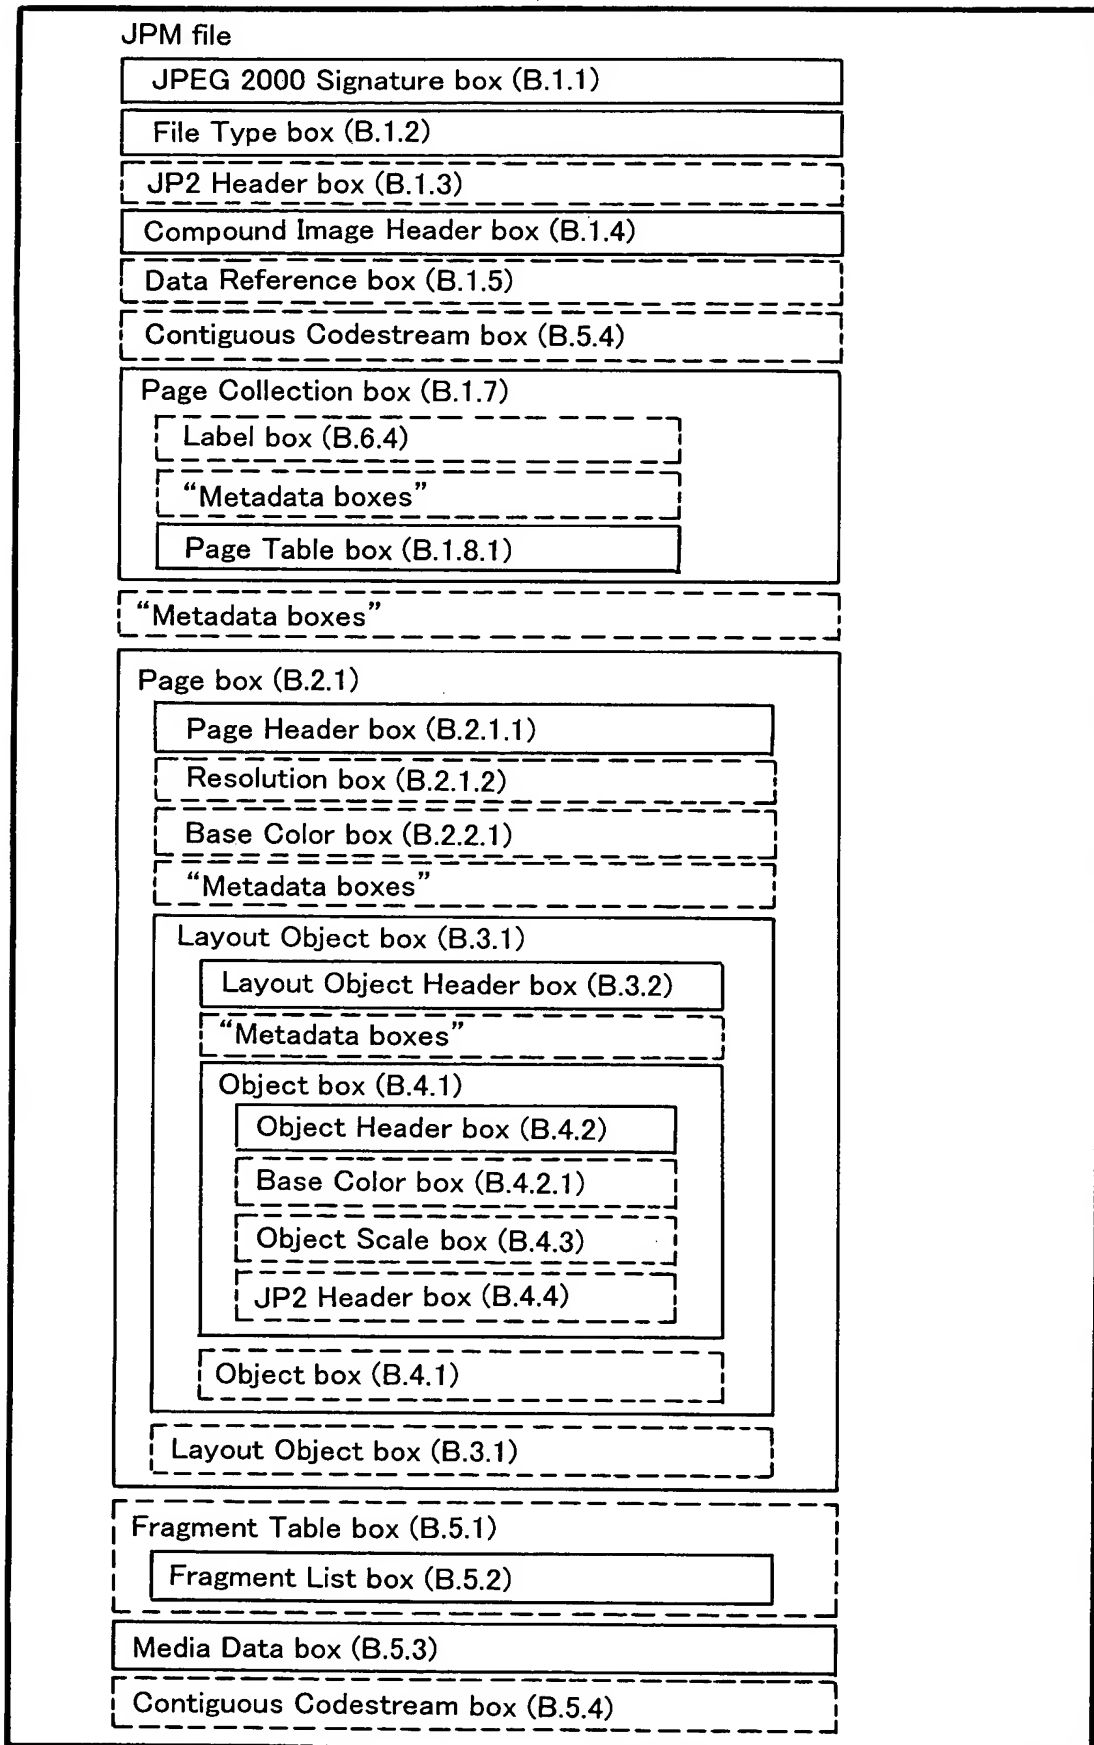 JPM file
JPEG 2000 Signature box (B.1.1)
File Type box (B.1.2)
JP2 Header box (B.1.3)
Compound Image Header box (B.1.4)
Data Reference box (B.1.5)
Contiguous Codestream box (B.5.4)
Page Collection box (B.1.7)
Label box (B.6.4)
“Metadata boxes”
Page Table box (B.1.8.1)
“Metadata boxes”
Page box (B.2.1)
Page Header box (B.2.1.1)
Resolution box (B.2.1.2)
Base Color box (B.2.2.1)
“Metadata boxes”
Layout Object box (B.3.1)
Layout Object Header box (B.3.2)
“Metadata boxes”
Object box (B.4.1)
Object Header box (B.4.2)
Base Color box (B.4.2.1)
Object Scale box (B.4.3)
JP2 Header box (B.4.4)
Object box (B.4.1)
Layout Object box (B.3.1)
Fragment Table box (B.5.1)
Fragment List box (B.5.2)
Media Data box (B.5.3)
Contiguous Codestream box (B.5.4)